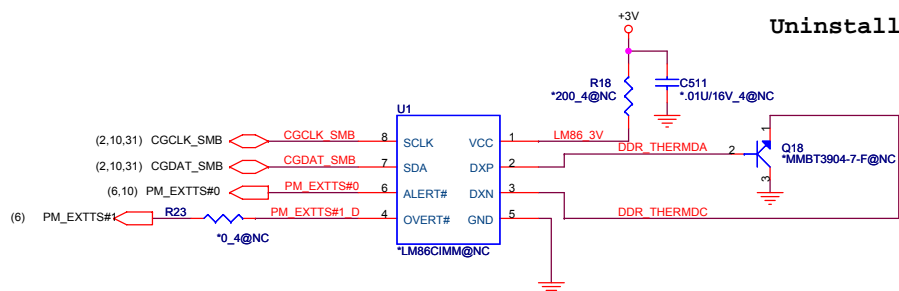 +3V
Uninstall
R18
*200_4@NC
C511
*.01U/16V_4@NC
U1
(2,10,31) CGCLK_SMB CGCLK_SMB 8 SCLK VCC 1 LM86_3V
DDR_THERMDA
(2,10,31) CGDAT_SMB CGDAT_SMB 7 SDA DXP 2
2
1
3
Q18
*MMBT3904-7-F@NC
(6,10) PM_EXTTS#0 PM_EXTTS#0 6 ALERT# DXN 3
DDR_THERMDC
(6) PM_EXTTS#1 R23 PM_EXTTS#1_D 4 OVERT# GND 5
*0_4@NC
*LM86CIMM@NC